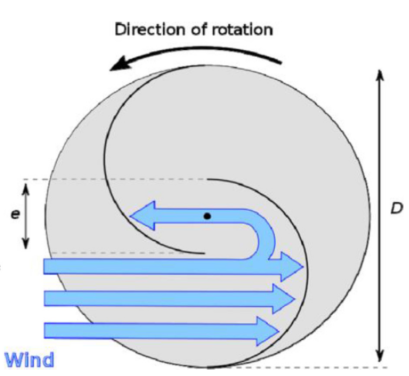 Direction of rotation
e
D
Wind